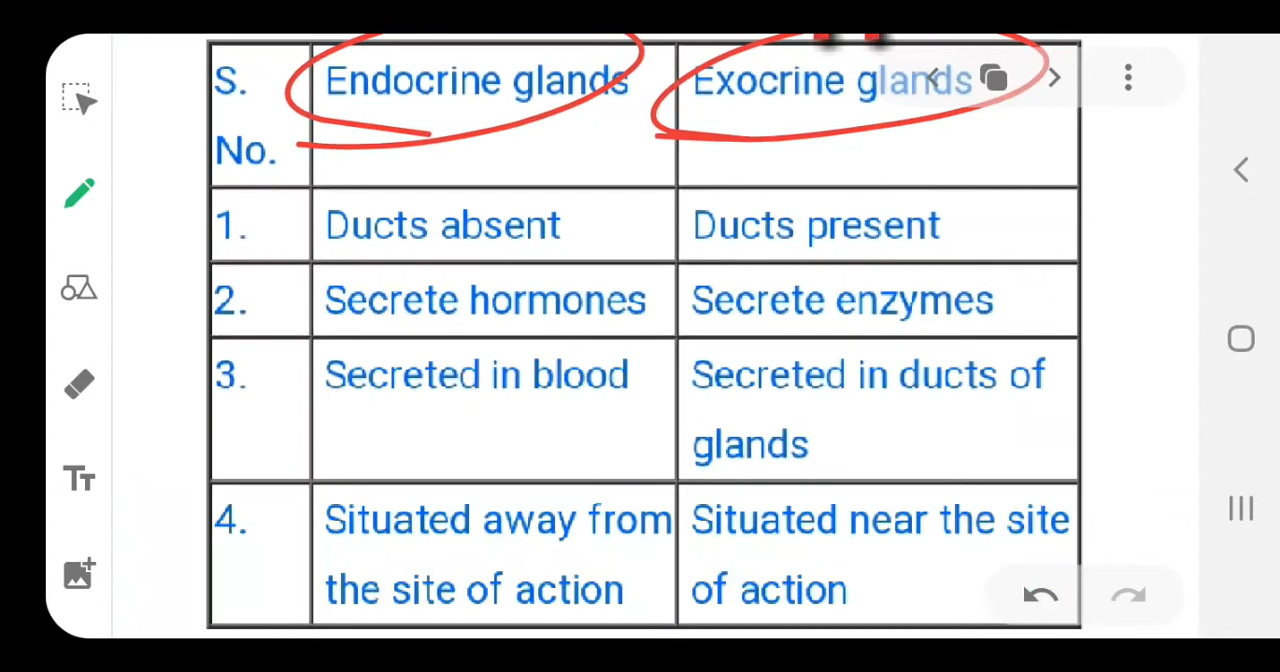 S. Endocrine glands Exocrine glands
No.
1. Ducts absent Ducts present
2. Secrete hormones Secrete enzymes
3. Secreted in blood Secreted in ducts of
glands
4. Situated away from Situated near the site
the site of action of action
TT